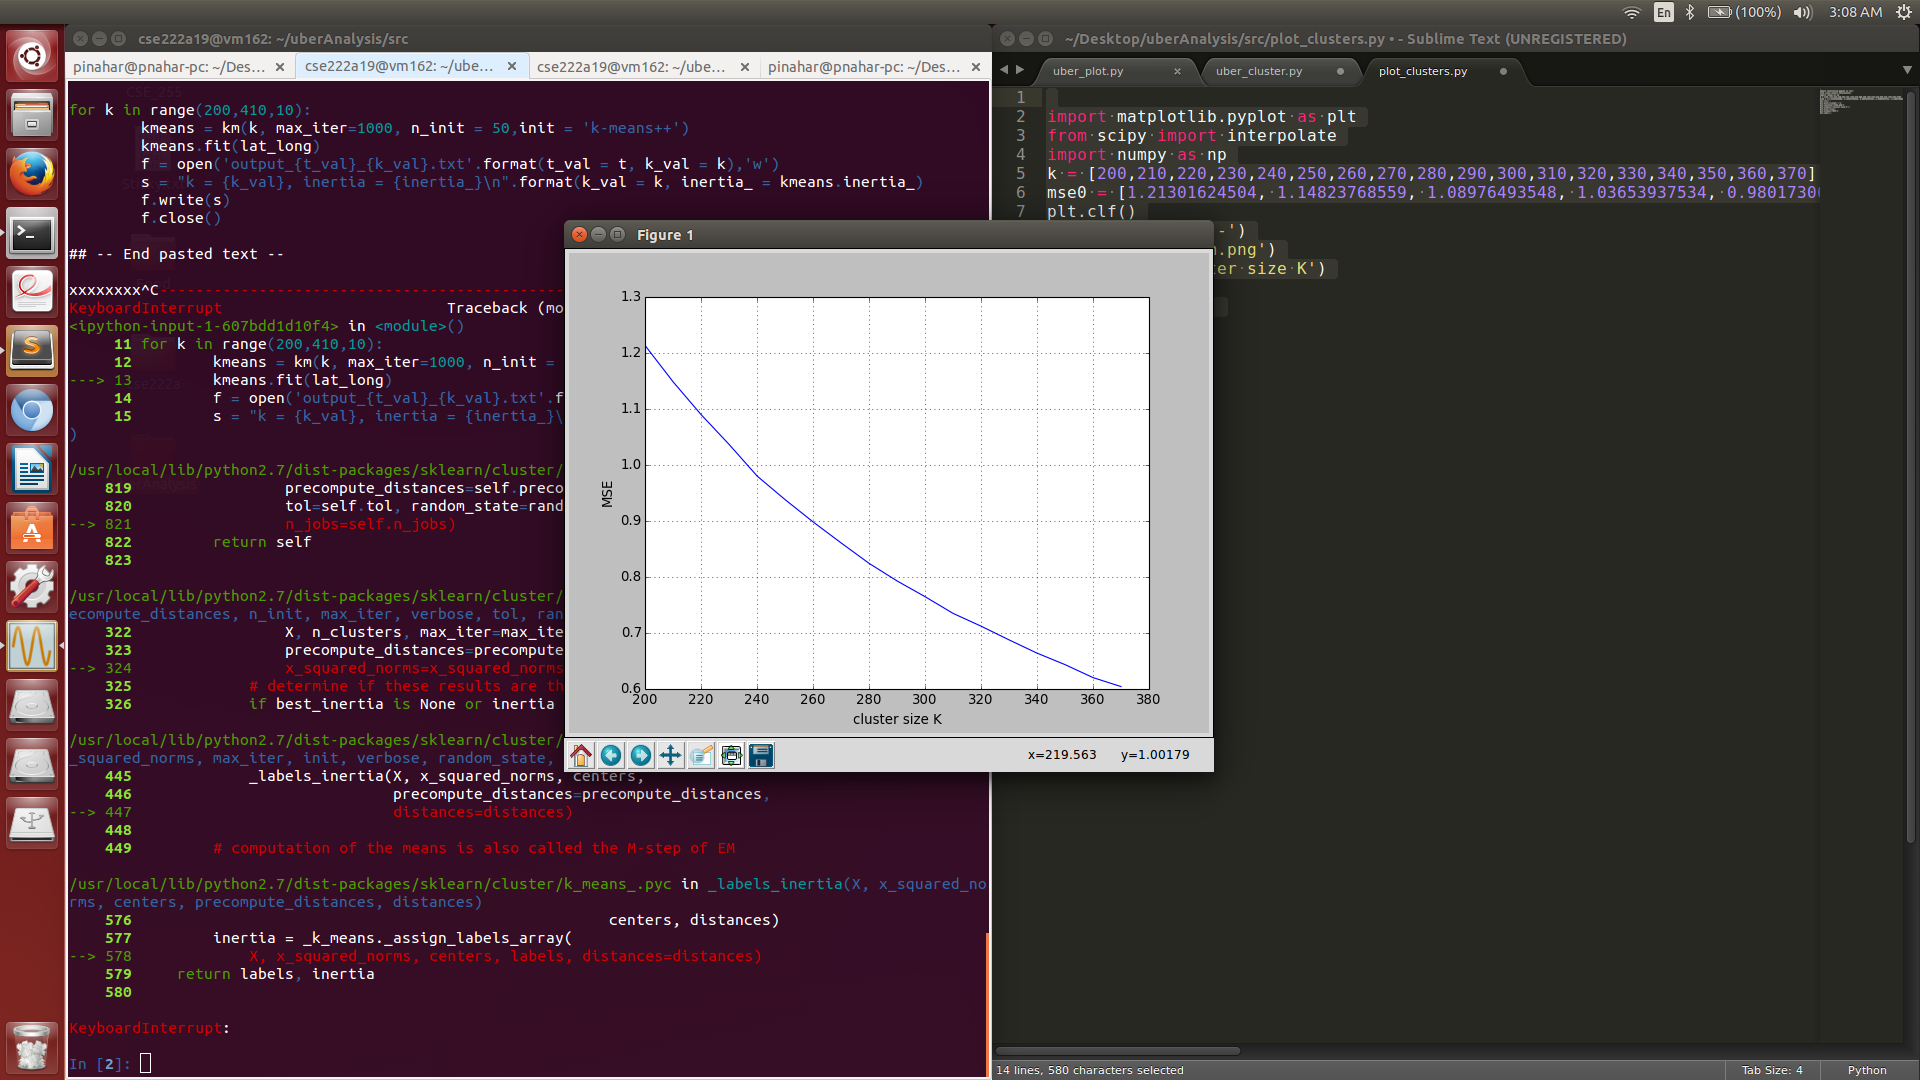 En
(100%)
3:08 AM
cse222a19@vm162: ~/uberAnalysis/src
pinahar@pnahar-pc: ~/Des... ×
cse222a19@vm162: ~/ube... ×
cse222a19@vm162: ~/ube... ×
pinahar@pnahar-pc: ~/Des... ×
for k in range(200,410,10):
kmeans = km(k, max_iter=1000, n_init = 50,init = 'k-means++')
kmeans.fit(lat_long)
f = open('output_{t_val}_{k_val}.txt'.format(t_val = t, k_val = k),'w')
s = "k = {k_val}, inertia = {inertia_}\n".format(k_val = k, inertia_ = kmeans.inertia_)
f.write(s)
f.close()
## -- End pasted text --
xxxxxxxx^C
KeyboardInterrupt Traceback (mo
<ipython-input-1-607bdd1d10f4> in <module>()
11 for k in range(200,410,10):
12 kmeans = km(k, max_iter=1000, n_init =
---> 13 kmeans.fit(lat_long)
14 f = open('output_{t_val}_{k_val}.txt'.f
15 s = "k = {k_val}, inertia = {inertia_}\
)
/usr/local/lib/python2.7/dist-packages/sklearn/cluster/
819 precompute_distances=self.preco
820 tol=self.tol, random_state=rand
--> 821 n_jobs=self.n_jobs)
822 return self
823
/usr/local/lib/python2.7/dist-packages/sklearn/cluster/
ecompute_distances, n_init, max_iter, verbose, tol, ran
322 X, n_clusters, max_iter=max_ite
323 precompute_distances=precompute
--> 324 x_squared_norms=x_squared_norms
325 # determine if these results are th
326 if best_inertia is None or inertia
/usr/local/lib/python2.7/dist-packages/sklearn/cluster/
_squared_norms, max_iter, init, verbose, random_state,
445 _labels_inertia(X, x_squared_norms, centers,
446 precompute_distances=precompute_distances,
--> 447 distances=distances)
448
449 # computation of the means is also called the M-step of EM
/usr/local/lib/python2.7/dist-packages/sklearn/cluster/k_means_.pyc in _labels_inertia(X, x_squared_no
rms, centers, precompute_distances, distances)
576 centers, distances)
577 inertia = _k_means._assign_labels_array(
--> 578 X, x_squared_norms, centers, labels, distances=distances)
579 return labels, inertia
580
KeyboardInterrupt:
In [2]:
~/Desktop/uberAnalysis/src/plot_clusters.py • - Sublime Text (UNREGISTERED)
uber_plot.py ×
uber_cluster.py
plot_clusters.py
1
2 import matplotlib.pyplot as plt
3 from scipy import interpolate
4 import numpy as np
5 k = [200,210,220,230,240,250,260,270,280,290,300,310,320,330,340,350,360,370]
6 mse0 = [1.21301624504, 1.14823768559, 1.08976493548, 1.03653937534, 0.9801730
7 plt.clf()
-')
.png')
er size K')
Figure 1
1.3
1.2
1.1
1.0
0.9
0.8
0.7
0.6
MSE
200 220 240 260 280 300 320 340 360 380
cluster size K
x=219.563 y=1.00179
14 lines, 580 characters selected
Tab Size: 4
Python